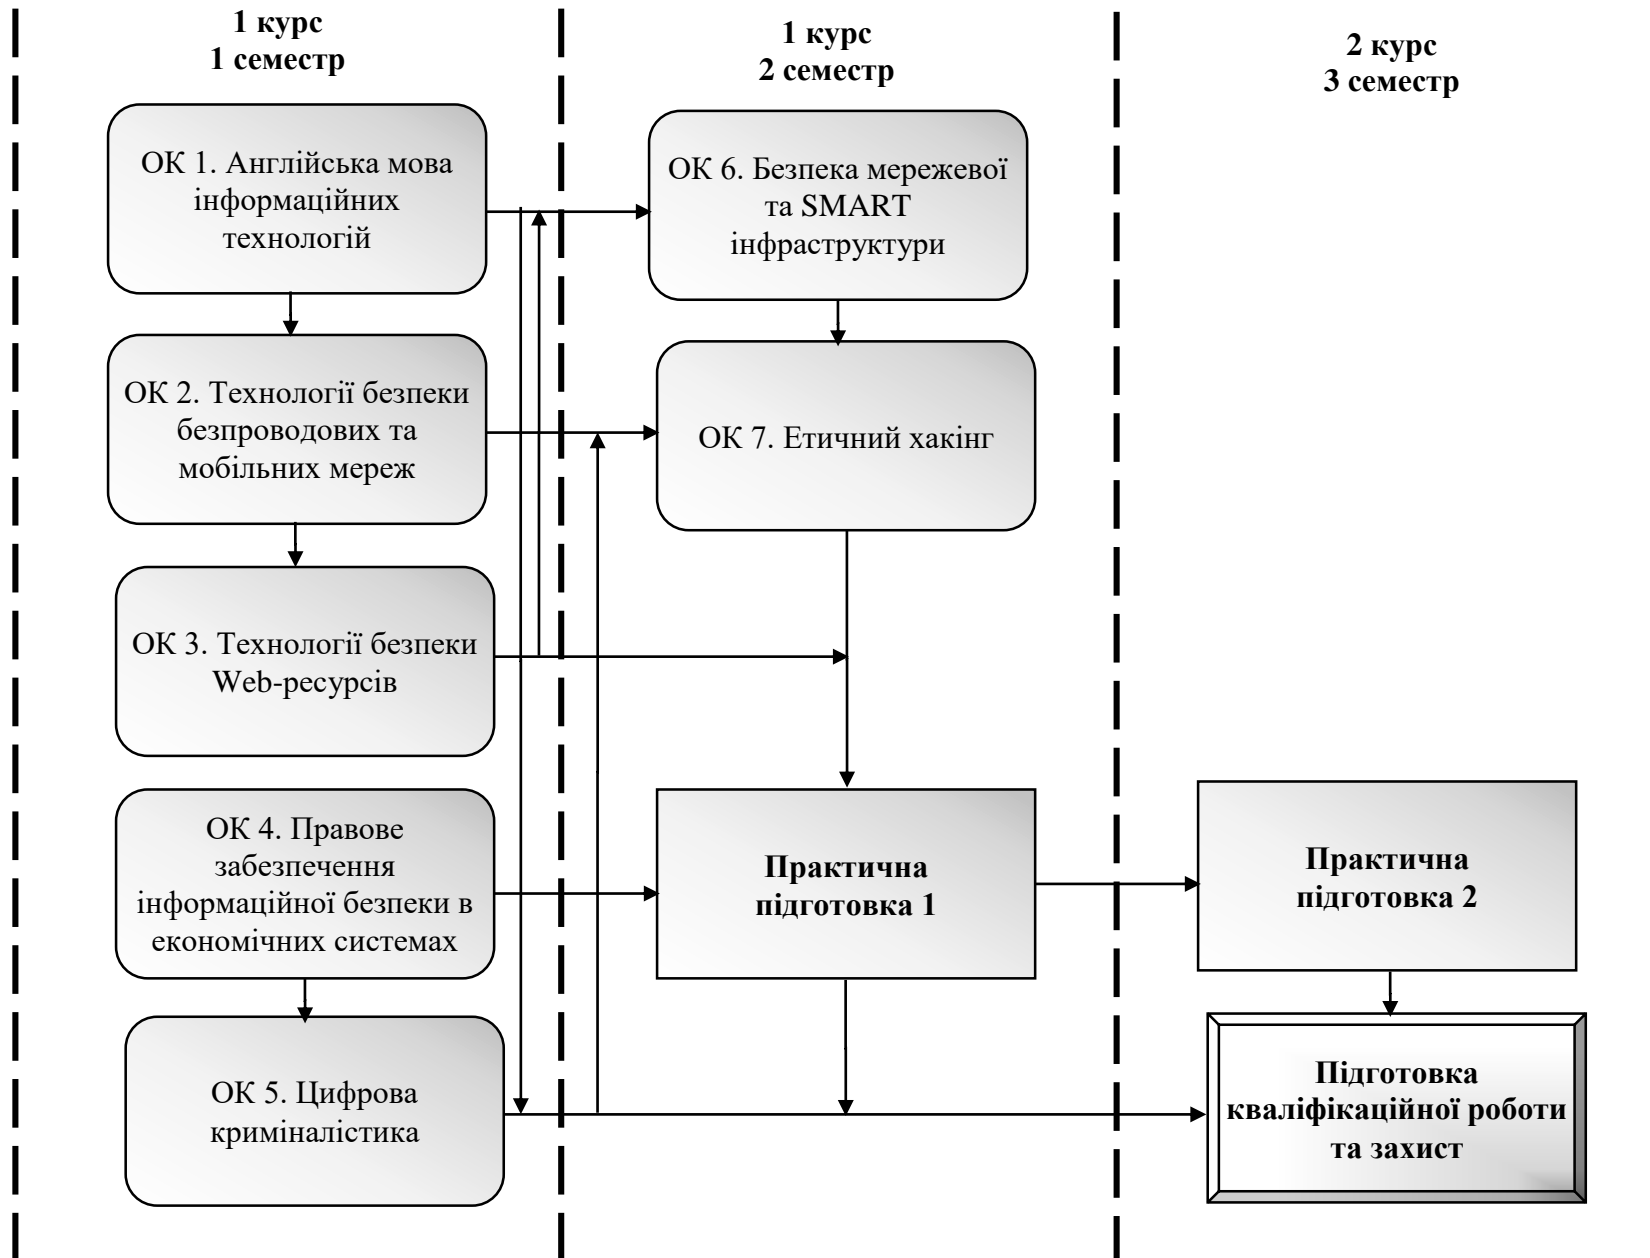 1 курс
1 семестр
1 курс
2 семестр
2 курс
3 семестр
ОК 1. Англійська мова
інформаційних
технологій
ОК 6. Безпека мережевої
та SMART
інфраструктури
ОК 2. Технології безпеки
безпроводових та
мобільних мереж
ОК 7. Етичний хакінг
ОК 3. Технології безпеки
Web-ресурсів
ОК 4. Правове
забезпечення
інформаційної безпеки в
економічних системах
Практична
підготовка 1
Практична
підготовка 2
ОК 5. Цифрова
криміналістика
Підготовка
кваліфікаційної роботи
та захист